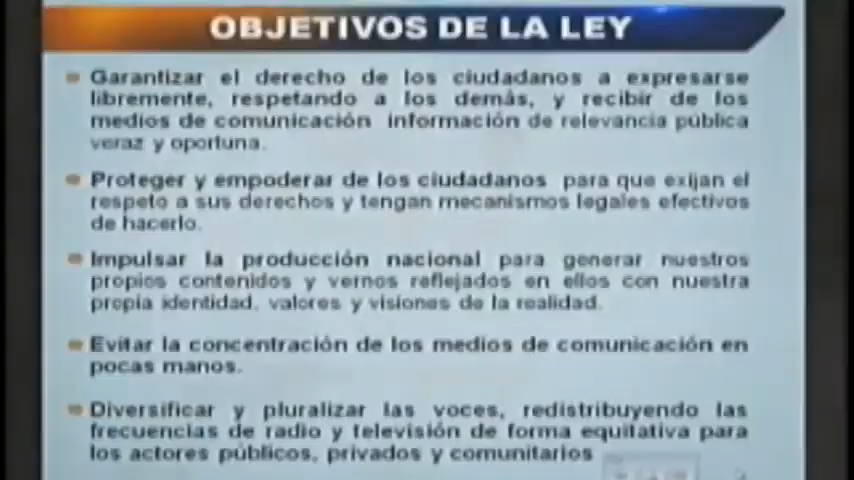 OBJETIVOS DE LA LEY
Garantizar el derecho de los ciudadanos a expresarse
libremente, respetando a los demás, y recibir de los
medios de comunicación información de relevancia pública
veraz y oportuna.
Proteger y empoderar de los ciudadanos para que exijan el
respeto a sus derechos y tengan mecanismos legales efectivos
de hacerlo.
Impulsar la producción nacional para generar nuestros
propios contenidos y vernos reflejados en ellos con nuestra
propia identidad, valores y visiones de la realidad.
Evitar la concentración de los medios de comunicación en
pocas manos.
Diversificar y pluralizar las voces, redistribuyendo las
frecuencias de radio y televisión de forma equitativa para
los actores públicos, privados y comunitarios